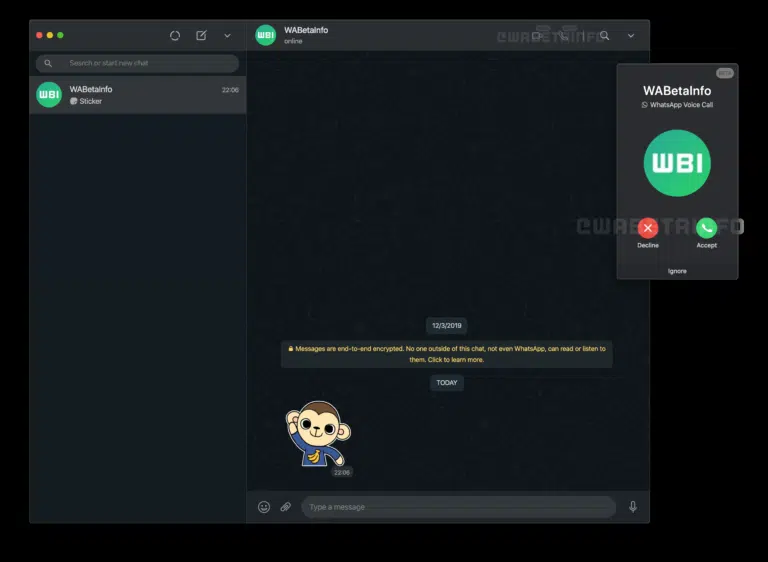 WABetaInfo
online
©WABETAINFO
Search or start new chat
WBI
WABetaInfo
22:06
Sticker
WBI
BETA
WABetaInfo
WhatsApp Voice Call
WBI
©WABETAINFO
Decline
Accept
Ignore
12/3/2019
Messages are end-to-end encrypted. No one outside of this chat, not even WhatsApp, can read or listen to
them. Click to learn more.
TODAY
22:06
Type a message